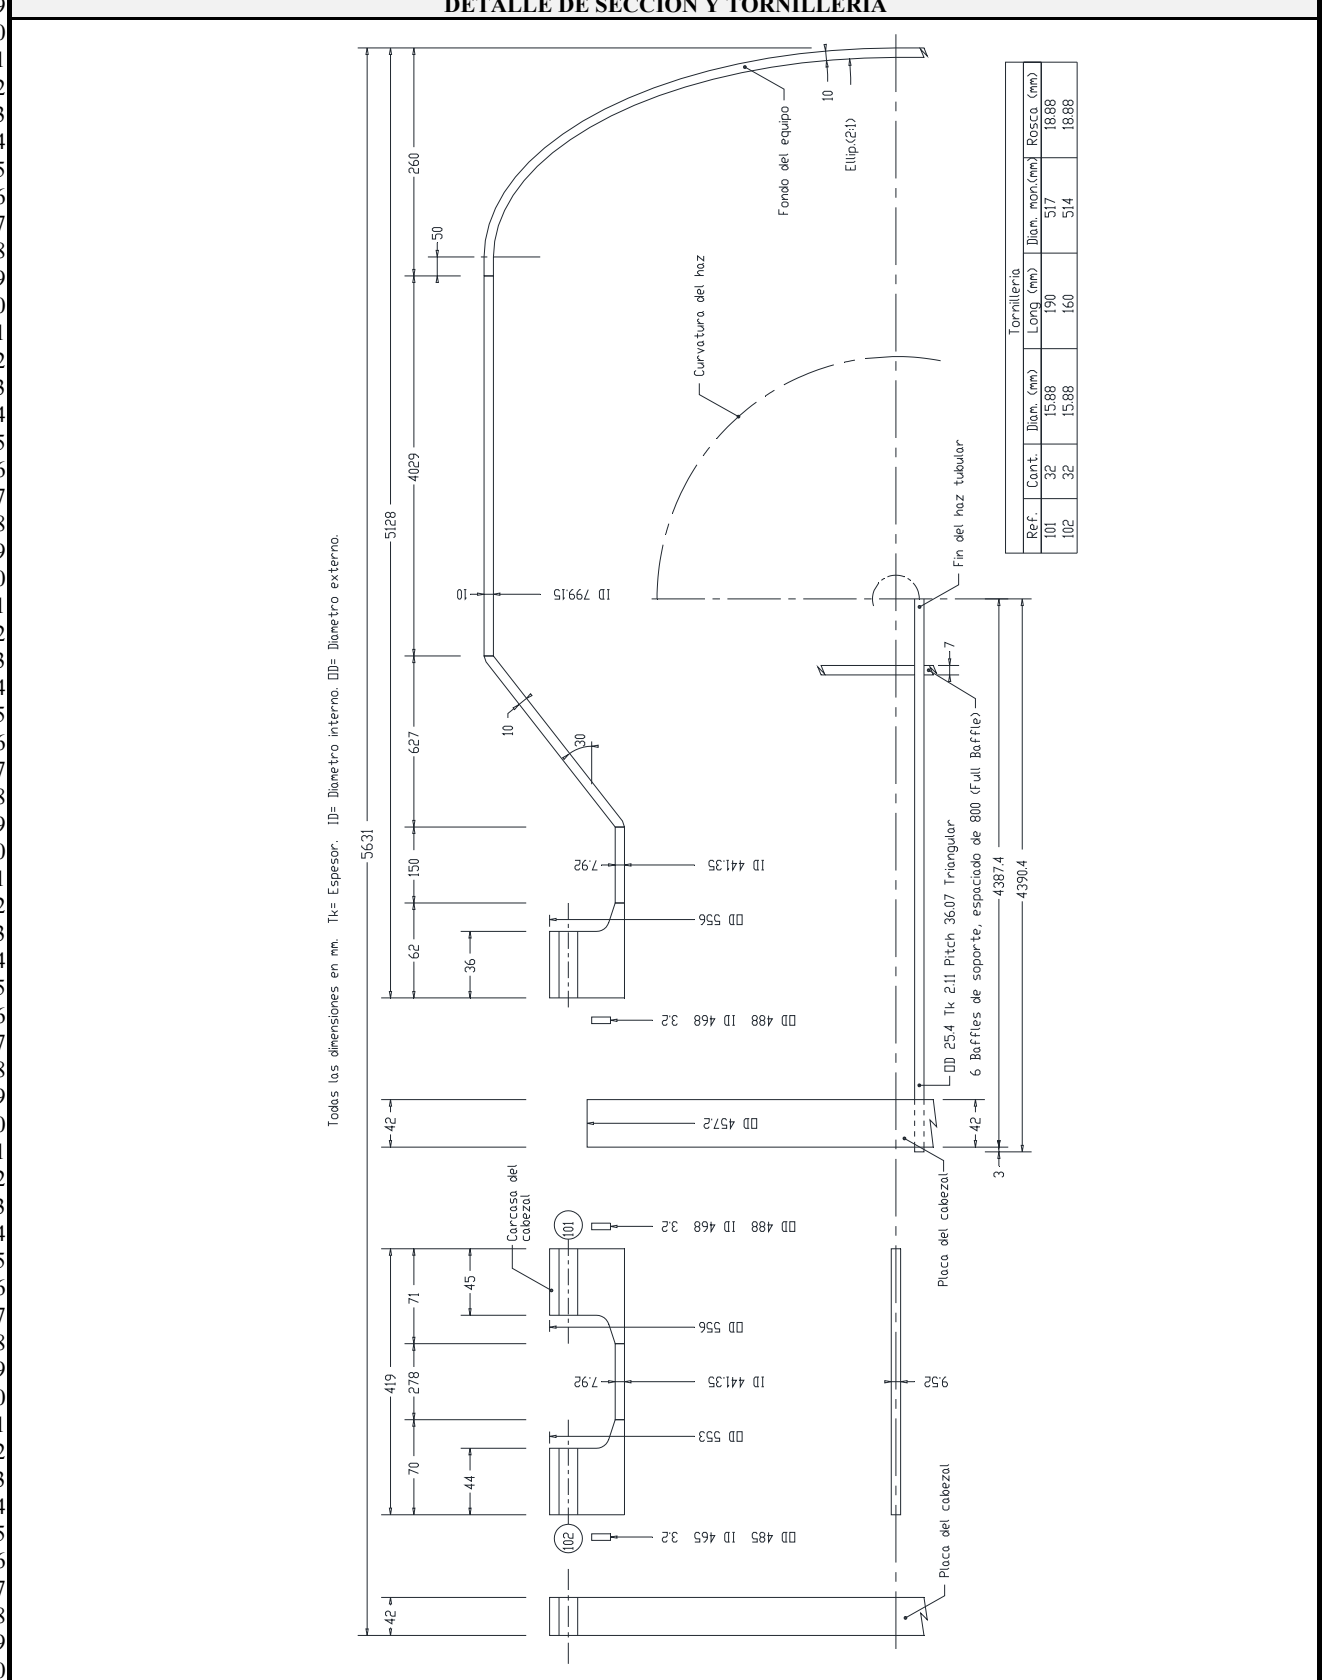 DETALLE DE SECCIÓN Y TORNILLERIA
Todas las dimensiones en mm. Tk= Espesor. ID= Diametro interno. OD= Diametro externo.
5631
5128
260
50
4029
627
150
62
36
42
419
71
278
70
45
44
42
10
Ellip.(2:1)
Fondo del equipo
Curvatura del haz
10
ID 799.15
10
30
7.92
ID 441.35
OD 556
OD 488 ID 468 3.2
OD 457.2
Carcasa del
cabezal
101
OD 488 ID 468 3.2
OD 556
7.92
ID 441.35
OD 553
102
OD 485 ID 465 3.2
9.52
Placa del cabezal
Placa del cabezal
Fin del haz tubular
7
OD 25.4 Tk 2.11 Pitch 36.07 Triangular
6 Baffles de soporte, espaciado de 800 (Full Baffle)
42
3
4387.4
4390.4
Tornilleria
Ref. Cant. Diam. (mm) Long (mm) Diam. mon.(mm) Rosca (mm)
101 32 15.88 190 517 18.88
102 32 15.88 160 514 18.88